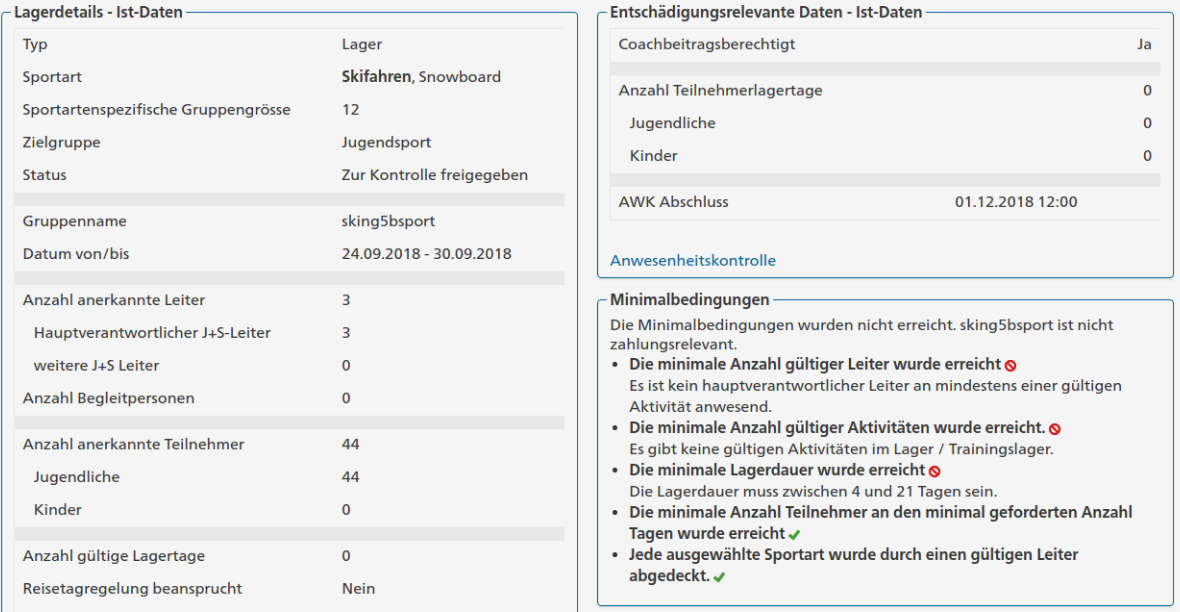 Lagerdetails - Ist-Daten
Typ Lager
Sportart Skifahren, Snowboard
Sportartenspezifische Gruppengrösse 12
Zielgruppe Jugendsport
Status Zur Kontrolle freigegeben
Gruppenname sking5bsport
Datum von/bis 24.09.2018 - 30.09.2018
Anzahl anerkannte Leiter 3
Hauptverantwortlicher J+S-Leiter 3
weitere J+S Leiter 0
Anzahl Begleitpersonen 0
Anzahl anerkannte Teilnehmer 44
Jugendliche 44
Kinder 0
Anzahl gültige Lagertage 0
Reisetagregelung beansprucht Nein
Entschädigungsrelevante Daten - Ist-Daten
Coachbeitragsberechtigt Ja
Anzahl Teilnehmerlagertage 0
Jugendliche 0
Kinder 0
AWK Abschluss 01.12.2018 12:00
Anwesenheitskontrolle
Minimalbedingungen
Die Minimalbedingungen wurden nicht erreicht. sking5bsport ist nicht
zahlungsrelevant.
• Die minimale Anzahl gültiger Leiter wurde erreicht
Es ist kein hauptverantwortlicher Leiter an mindestens einer gültigen
Aktivität anwesend.
• Die minimale Anzahl gültiger Aktivitäten wurde erreicht.
Es gibt keine gültigen Aktivitäten im Lager / Trainingslager.
• Die minimale Lagerdauer wurde erreicht
Die Lagerdauer muss zwischen 4 und 21 Tagen sein.
• Die minimale Anzahl Teilnehmer an den minimal geforderten Anzahl
Tagen wurde erreicht
• Jede ausgewählte Sportart wurde durch einen gültigen Leiter
abgedeckt.